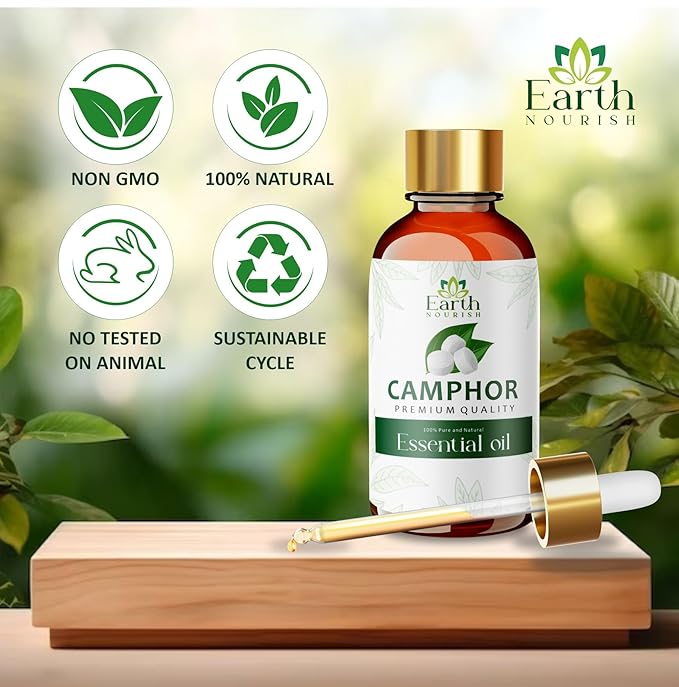 Earth
NOURISH
NON GMO
100% NATURAL
NO TESTED
ON ANIMAL
SUSTAINABLE
CYCLE
Earth
NOURISH
CAMPHOR
PREMIUM QUALITY
100% Pure and Natural
Essential oil